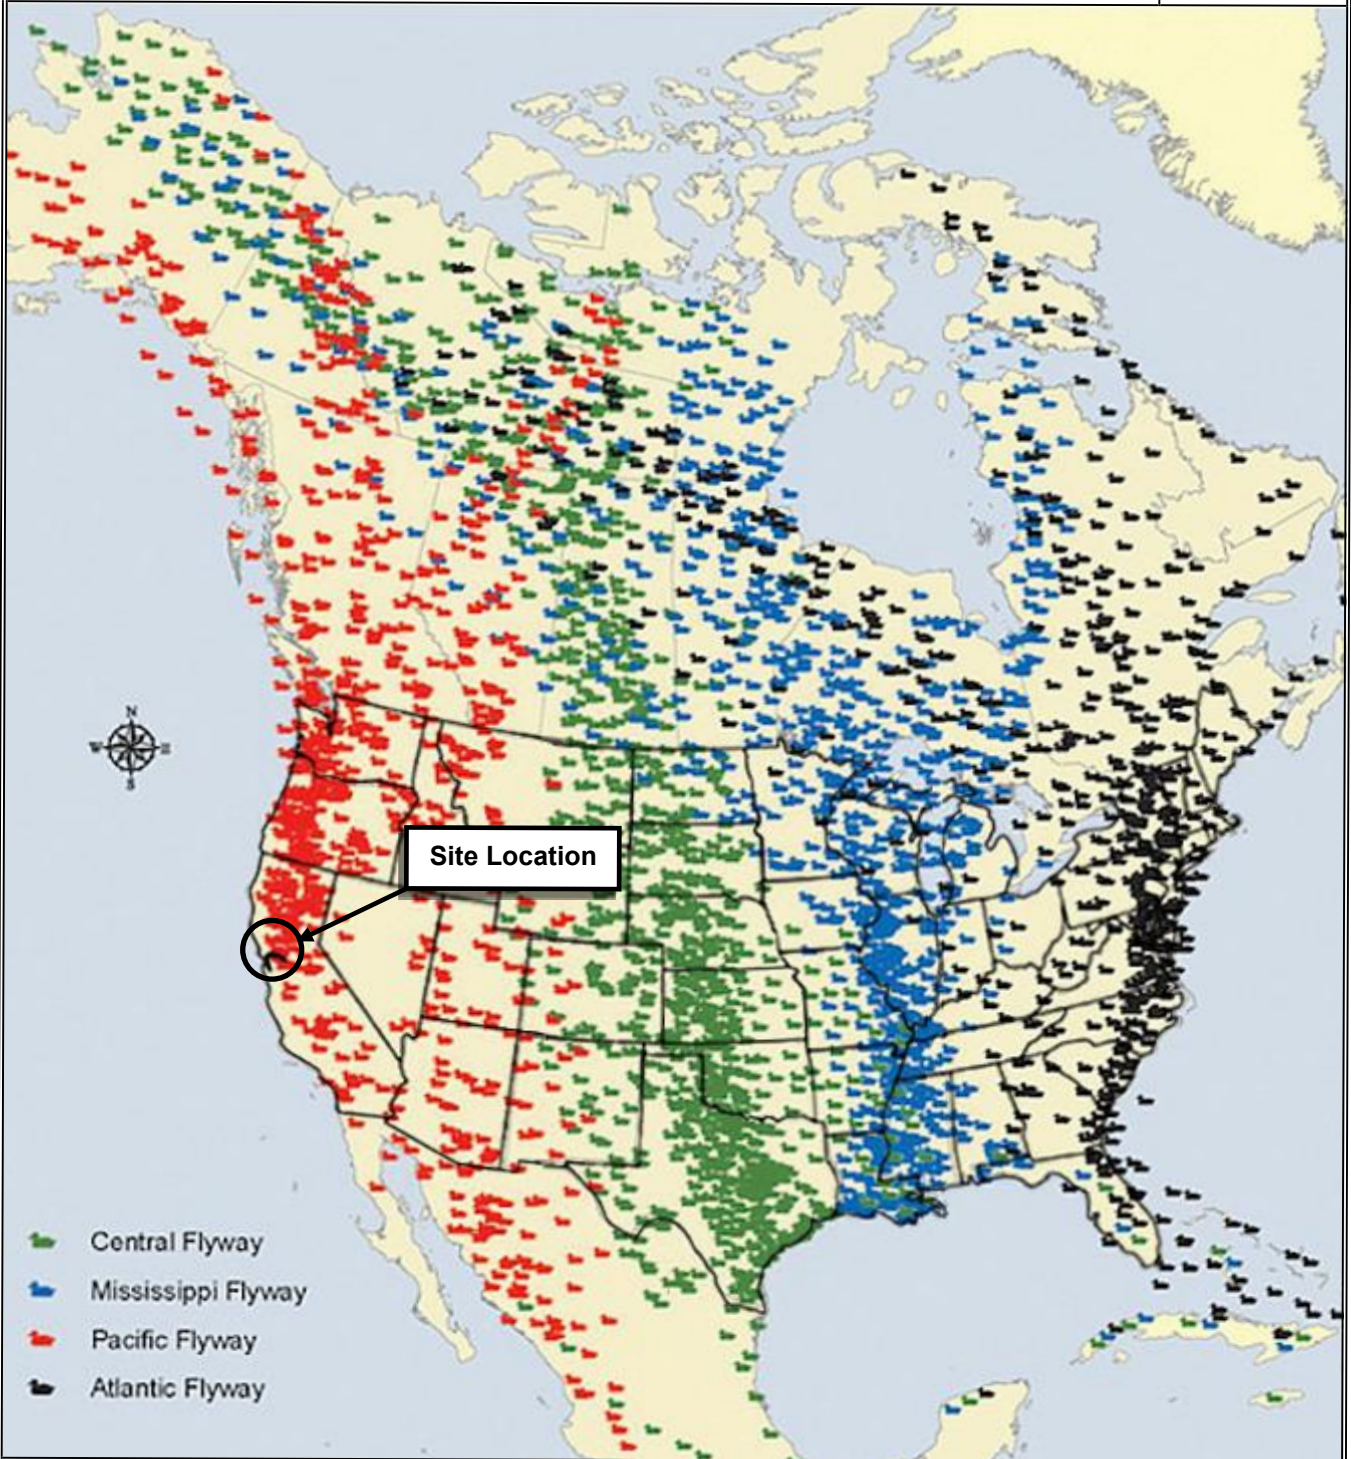 N
W E
S
Site Location
Central Flyway
Mississippi Flyway
Pacific Flyway
Atlantic Flyway